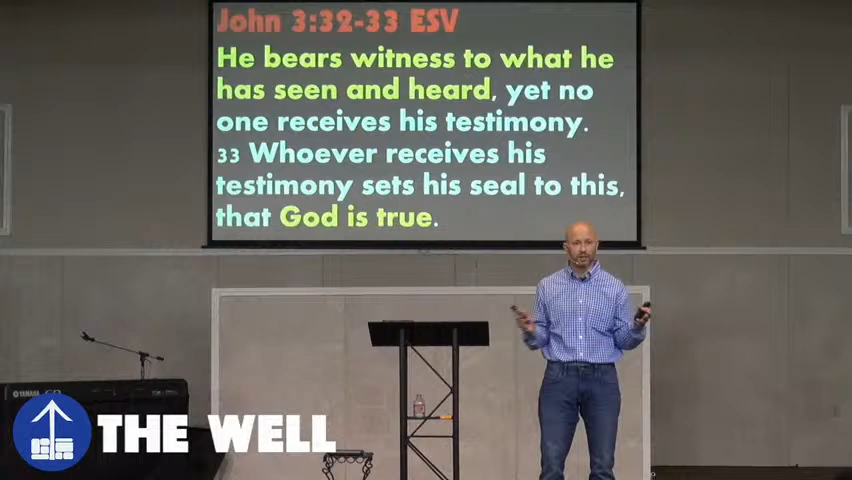 John 3:32-33 ESV
He bears witness to what he
has seen and heard, yet no
one receives his testimony.
33 Whoever receives his
testimony sets his seal to this,
that God is true.
YAMAHA
THE WELL